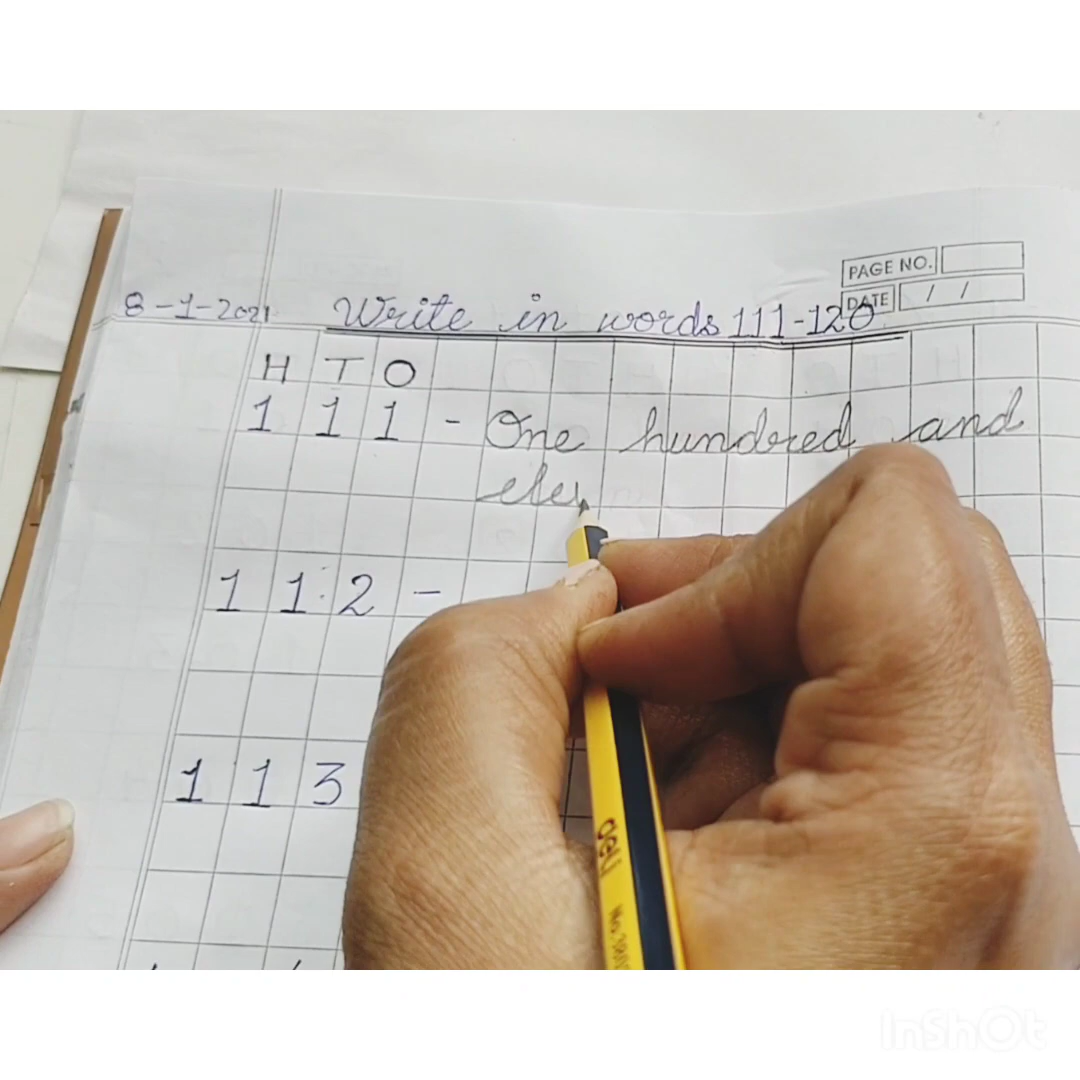 PAGE NO.
DATE / /
8-1-2021 Write in words 111-120
H T O
1 1 1 - One hundred and
elev
1 1 2 -
1 1 3
deli
InShOt